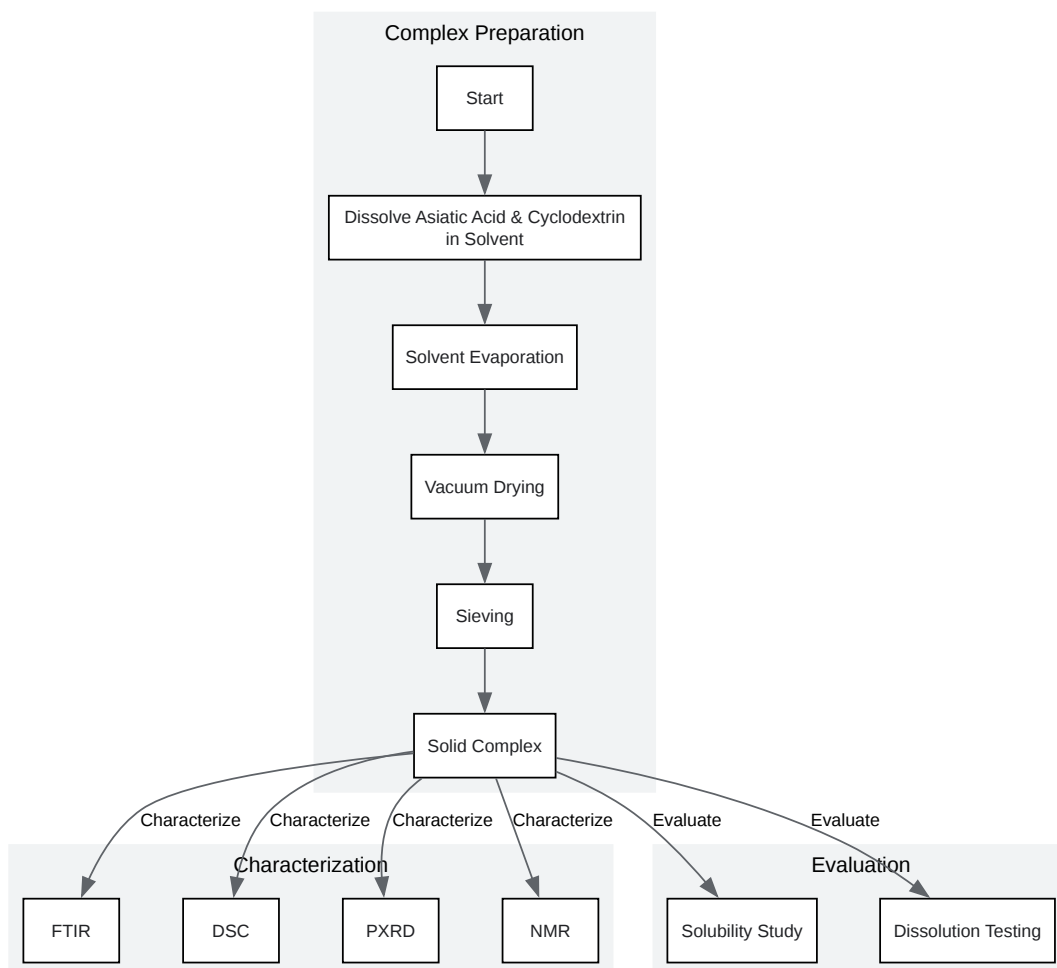 Complex Preparation
Start
Dissolve Asiatic Acid & Cyclodextrin
in Solvent
Solvent Evaporation
Vacuum Drying
Sieving
Solid Complex
Characterize
Characterize
Characterize
Characterize
Evaluate
Evaluate
Characterization
Evaluation
FTIR
DSC
PXRD
NMR
Solubility Study
Dissolution Testing